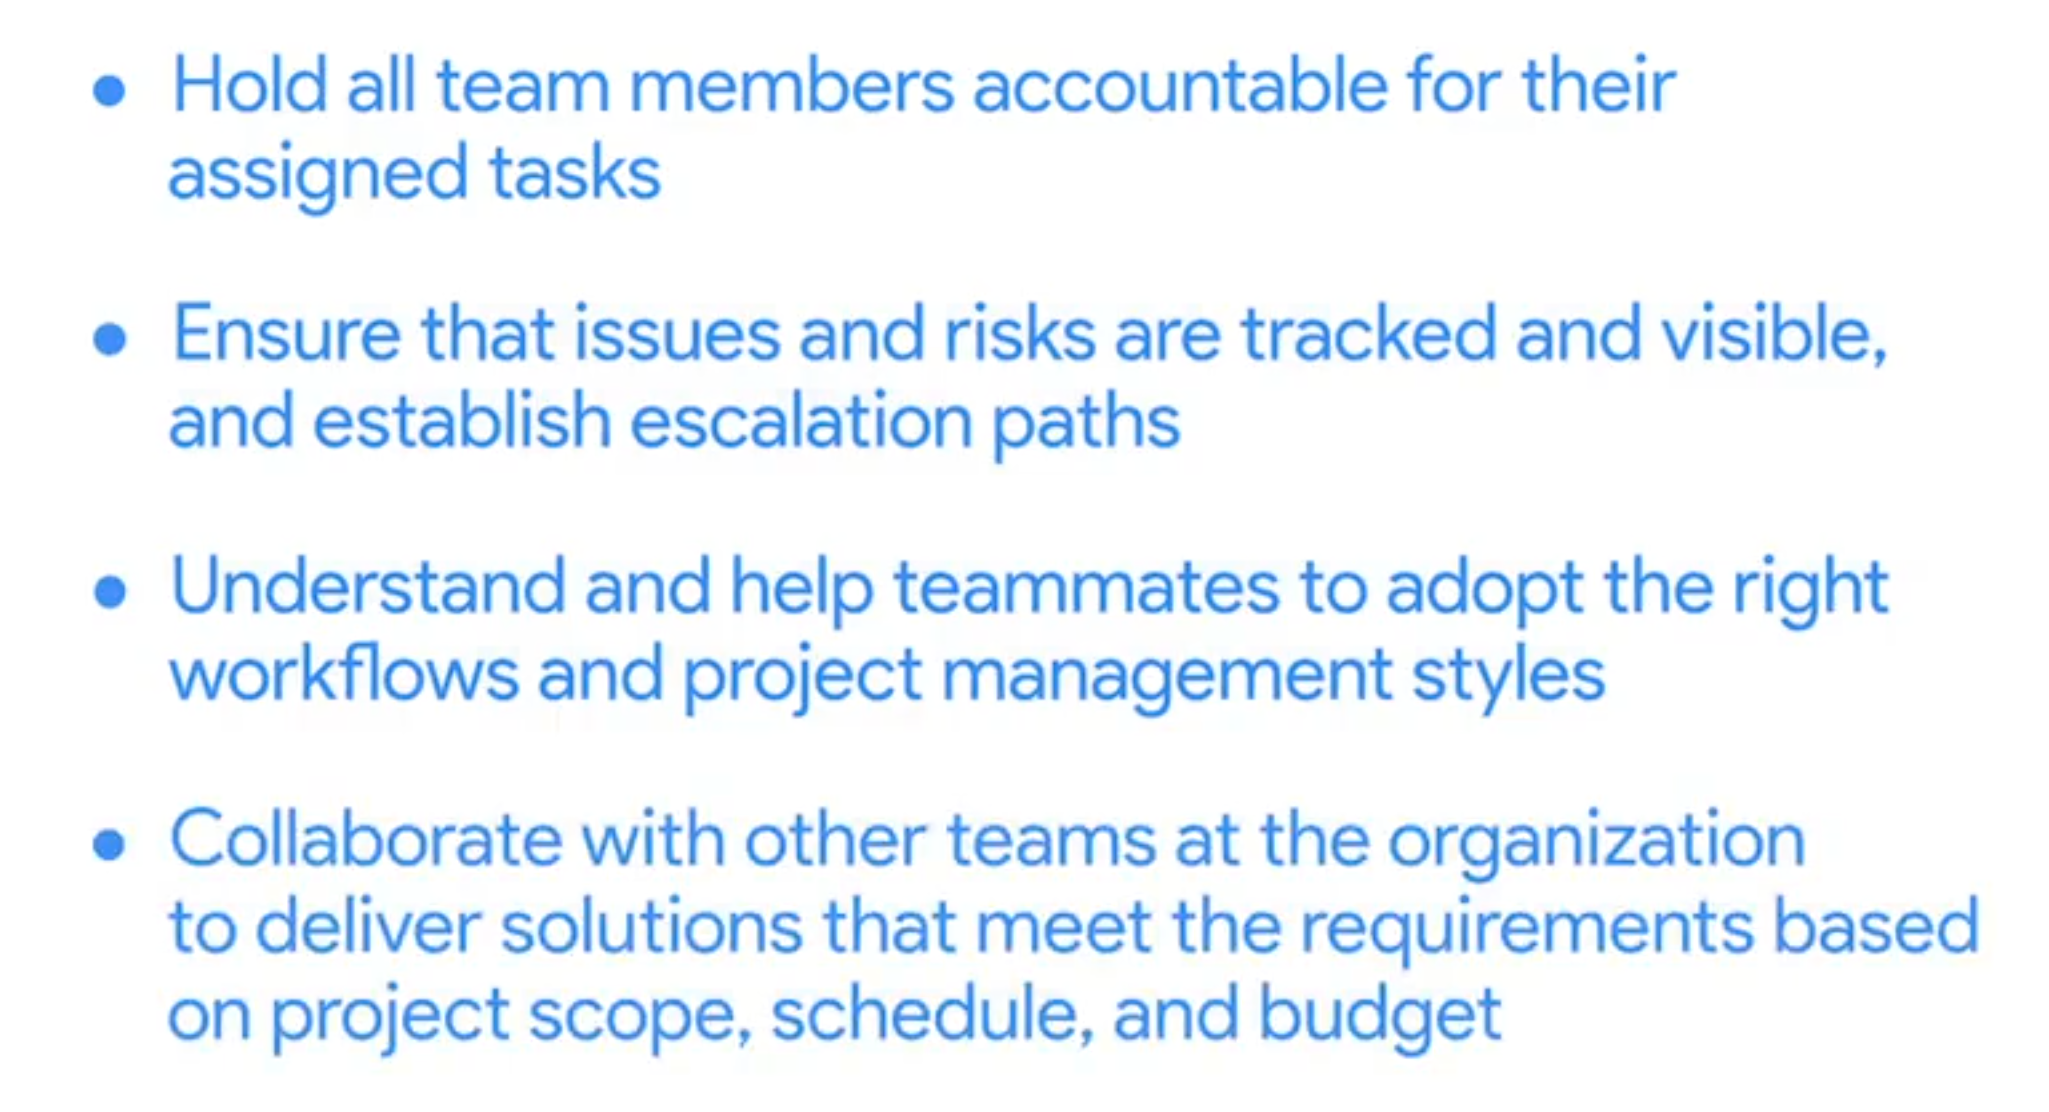 • Hold all team members accountable for their
assigned tasks
• Ensure that issues and risks are tracked and visible,
and establish escalation paths
• Understand and help teammates to adopt the right
workflows and project management styles
• Collaborate with other teams at the organization
to deliver solutions that meet the requirements based
on project scope, schedule, and budget